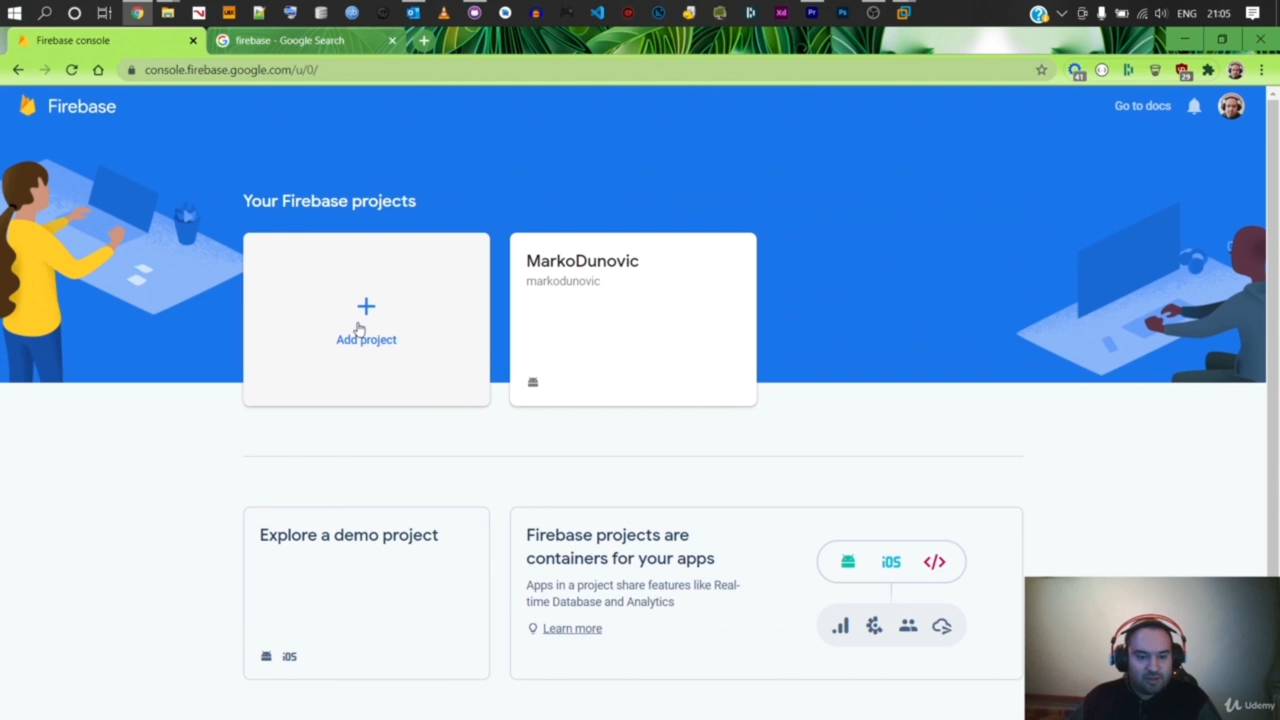 ENG 21:05
Firebase console
firebase - Google Search
console.firebase.google.com/u/0/
41
29
Firebase
Go to docs
Your Firebase projects
Add project
MarkoDunovic
markodunovic
Explore a demo project
iOS
Firebase projects are
containers for your apps
Apps in a project share features like Real-
time Database and Analytics
Learn more
iOS
</>
Udemy